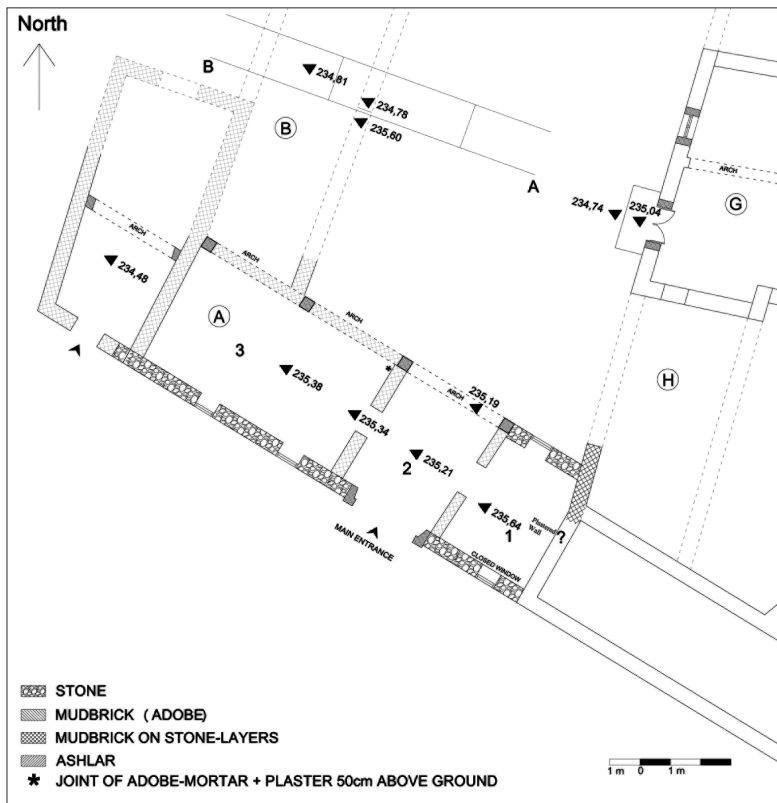 North
B
234,81
234,78
235,60
B
A
ARCH
234,74
235,04
G
ARCH
234,48
ARCH
A
3
ARCH
ARCH
235,38
*
235,19
ARCH
H
235,34
2
235,21
235,64
Plastered
Wall
?
1
MAIN ENTRANCE
CLOSED WINDOW
STONE
MUDBRICK ( ADOBE)
MUDBRICK ON STONE-LAYERS
ASHLAR
* JOINT OF ADOBE-MORTAR + PLASTER 50cm ABOVE GROUND
1 m 0 1 m